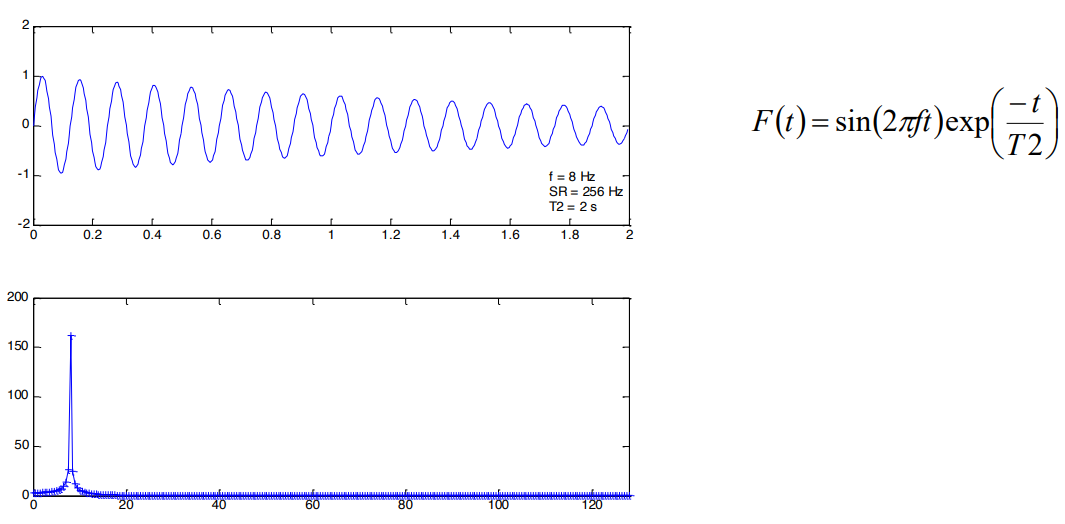 2
1
0
-1
-2
0 0.2 0.4 0.6 0.8 1 1.2 1.4 1.6 1.8 2
f = 8 Hz
SR = 256 Hz
T2 = 2 s
F(t) = sin(2πft)exp(-t/T2)
200
150
100
50
0
0 20 40 60 80 100 120